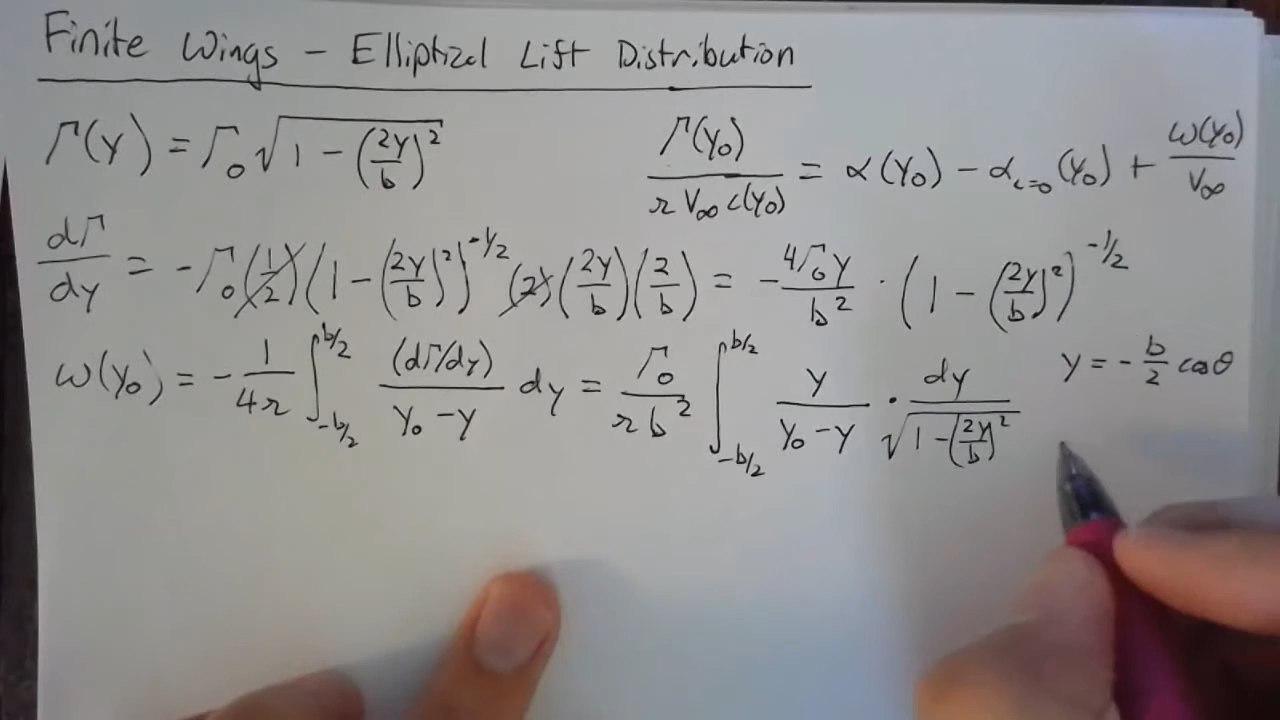 Finite Wings - Elliptical Lift Distribution
Γ(y) = Γ₀ √(1 - (2y/b)²)    Γ(y₀) / (π V∞ c(y₀)) = α(y₀) - α_{L=0}(y₀) + ω(y₀)/V∞
dΓ/dy = -Γ₀ (1/2) (1 - (2y/b)²)^{-1/2} (2) (2y/b) (2/b) = - 4Γ₀y/b² · (1 - (2y/b)²)^{-1/2}
ω(y₀) = - 1/4π ∫_{-b/2}^{b/2} (dΓ/dy)/(y₀ - y) dy = Γ₀/πb² ∫_{-b/2}^{b/2} y/(y₀ - y) · dy/√(1 - (2y/b)²)    y = - b/2 cosθ